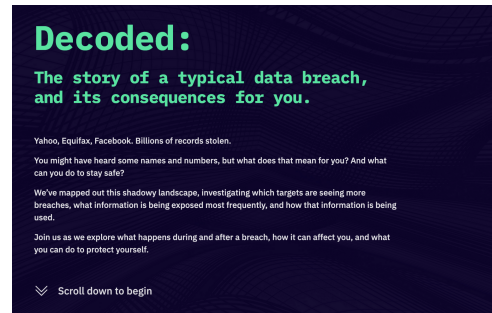 Decoded:
The story of a typical data breach,
and its consequences for you.
Yahoo, Equifax, Facebook. Billions of records stolen.
You might have heard some names and numbers, but what does that mean for you? And what
can you do to stay safe?
We've mapped out this shadowy landscape, investigating which targets are seeing more
breaches, what information is being exposed most frequently, and how that information is being
used.
Join us as we explore what happens during and after a breach, how it can affect you, and what
you can do to protect yourself.
Scroll down to begin